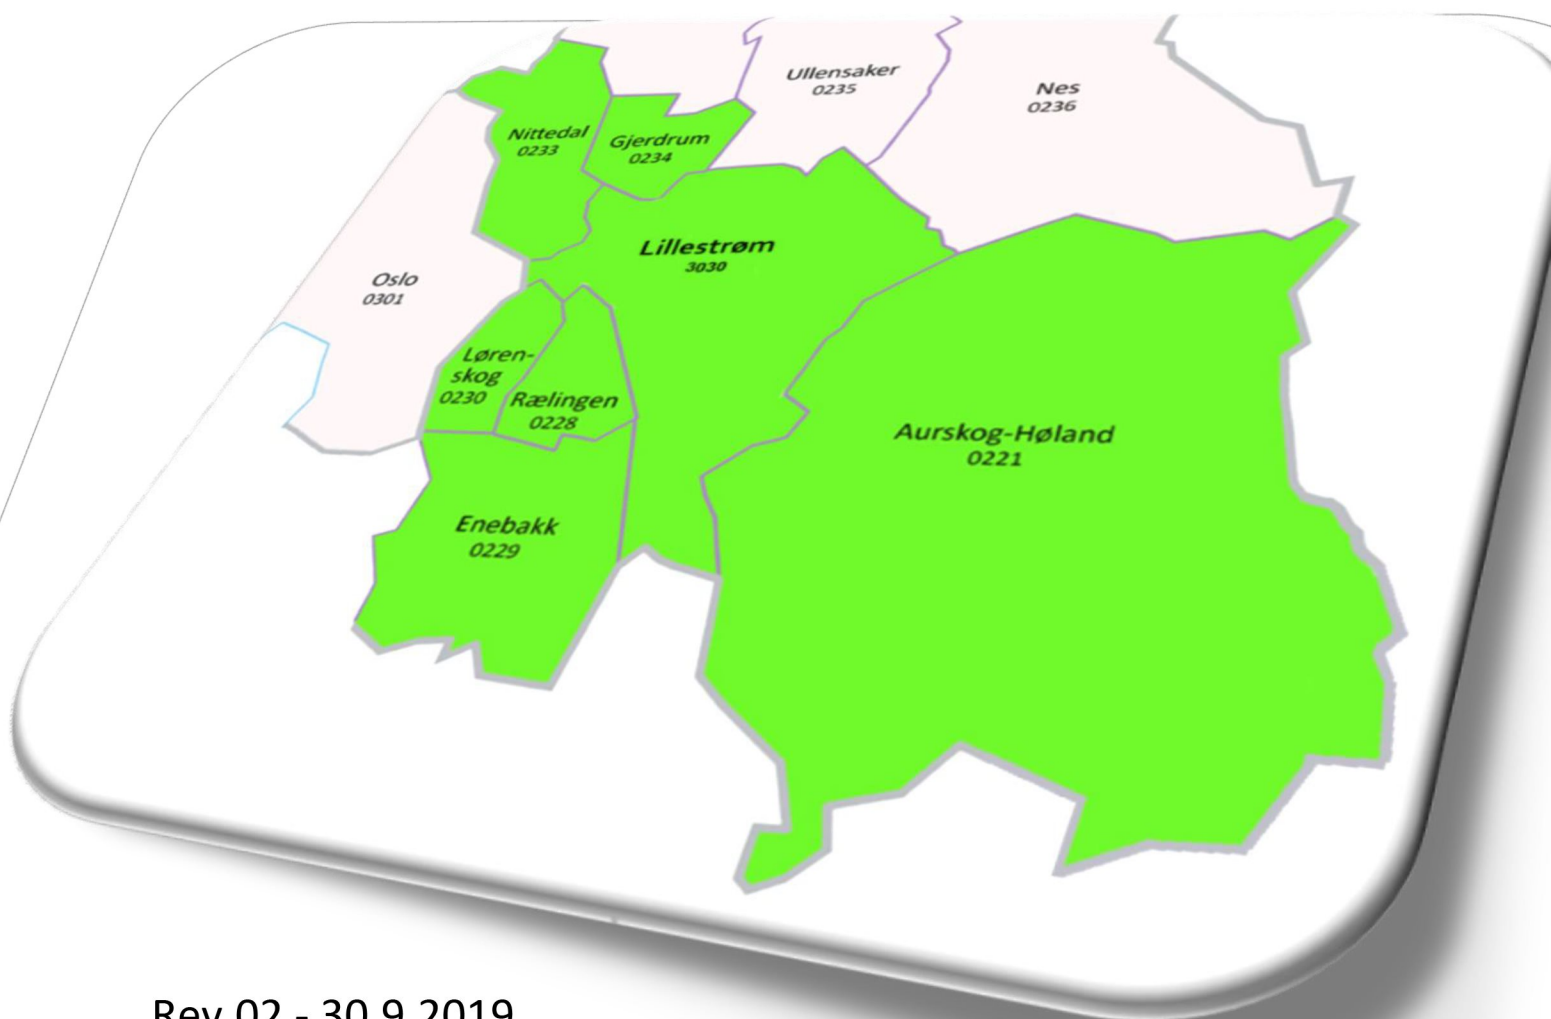 Ullensaker
0235
Nes
0236
Nittedal
0233
Gjerdrum
0234
Lillestrøm
3030
Oslo
0301
Løren-
skog
0230
Rælingen
0228
Aurskog-Høland
0221
Enebakk
0229
Rev 02 - 30.9.2019